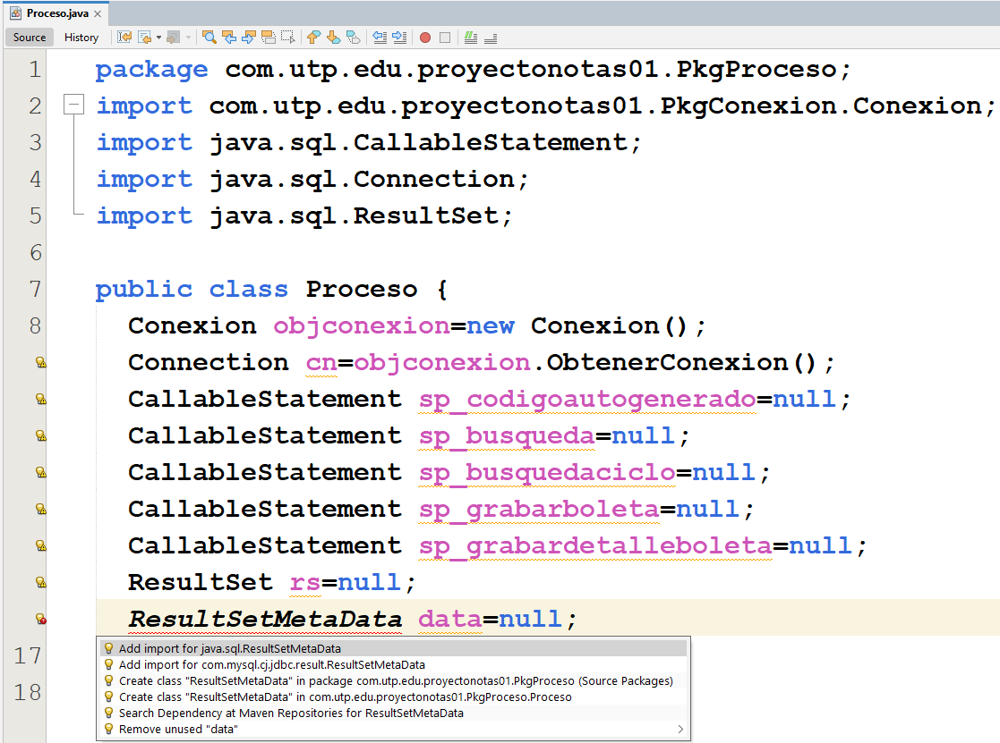 Proceso.java
Source History
1 package com.utp.edu.proyectonotas01.PkgProceso;
2 import com.utp.edu.proyectonotas01.PkgConexion.Conexion;
3 import java.sql.CallableStatement;
4 import java.sql.Connection;
5 import java.sql.ResultSet;
6
7 public class Proceso {
8 Conexion objconexion=new Conexion();
Connection cn=objconexion.ObtenerConexion();
CallableStatement sp_codigoautogenerado=null;
CallableStatement sp_busqueda=null;
CallableStatement sp_busquedaciclo=null;
CallableStatement sp_grabarboleta=null;
CallableStatement sp_grabardetalleboleta=null;
ResultSet rs=null;
ResultSetMetaData data=null;
17
18
Add import for java.sql.ResultSetMetaData
Add import for com.mysql.cj.jdbc.result.ResultSetMetaData
Create class "ResultSetMetaData" in package com.utp.edu.proyectonotas01.PkgProceso (Source Packages)
Create class "ResultSetMetaData" in com.utp.edu.proyectonotas01.PkgProceso.Proceso
Search Dependency at Maven Repositories for ResultSetMetaData
Remove unused "data"